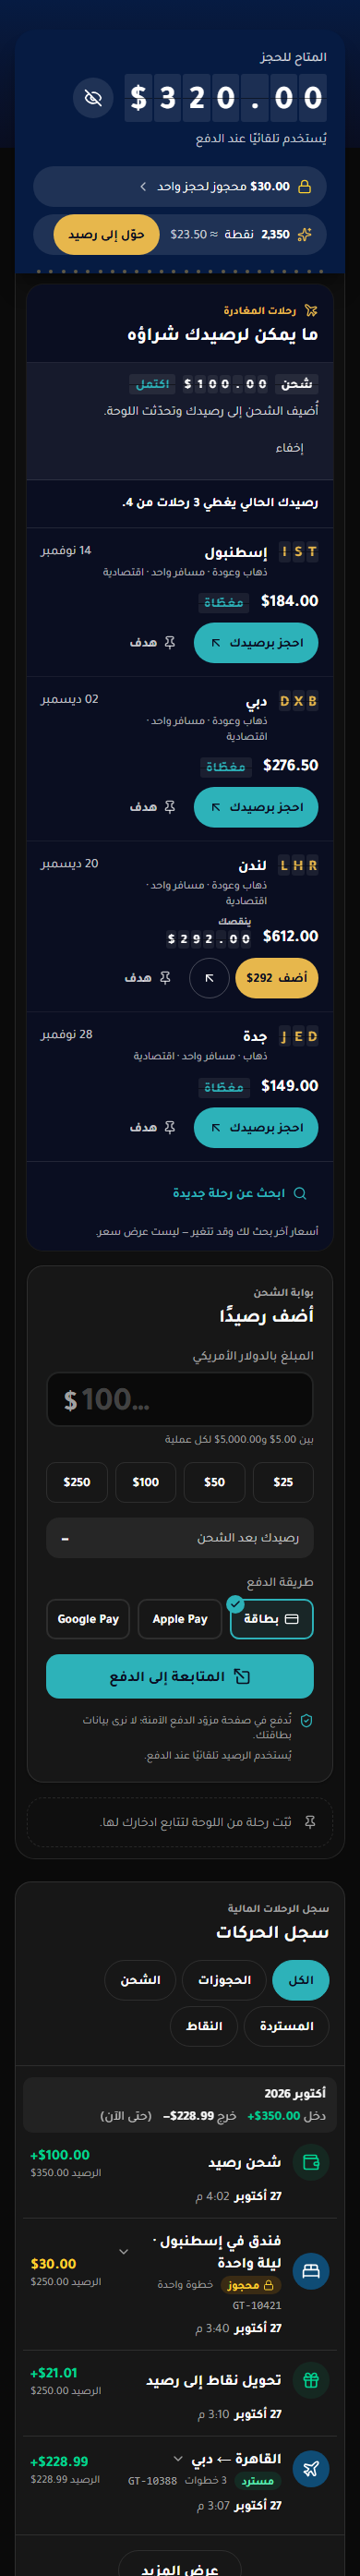 المتاح للحجز
$320.00
يُستخدم تلقائيًا عند الدفع
$30.00 محجوز لحجز واحد
2,350 نقطة ≈ $23.50 حوّل إلى رصيد
رحلات المغادرة
ما يمكن لرصيدك شراؤه
شحن $100.00 اكتمل
أُضيف الشحن إلى رصيدك وتحدّثت اللوحة.
إخفاء
رصيدك الحالي يغطي 3 رحلات من 4.
IST إسطنبول 14 نوفمبر
ذهاب وعودة · مسافر واحد · اقتصادية
$184.00 مغطّاة
احجز برصيدك هدف
DXB دبي 02 ديسمبر
ذهاب وعودة · مسافر واحد ·
اقتصادية
$276.50 مغطّاة
احجز برصيدك هدف
LHR لندن 20 ديسمبر
ذهاب وعودة · مسافر واحد ·
اقتصادية
ينقصك
$612.00 $292.00
أضف $292 هدف
JED جدة 28 نوفمبر
ذهاب · مسافر واحد · اقتصادية
$149.00 مغطّاة
احجز برصيدك هدف
ابحث عن رحلة جديدة
أسعار آخر بحث لك وقد تتغير – ليست عرض سعر.
بوابة الشحن
أضف رصيدًا
المبلغ بالدولار الأمريكي
$ 100...
بين $5.00 و$5,000.00 لكل عملية
$25 $50 $100 $250
رصيدك بعد الشحن –
طريقة الدفع
بطاقة Apple Pay Google Pay
المتابعة إلى الدفع
تُدفع في صفحة مزوّد الدفع الآمنة؛ لا نرى بيانات
بطاقتك.
يُستخدم الرصيد تلقائيًا عند الدفع.
ثبّت رحلة من اللوحة لتتابع ادخارك لها.
سجل الرحلات المالية
سجل الحركات
الكل الحجوزات الشحن
المستردة النقاط
أكتوبر 2026
دخل +$350.00 خرج −$228.99 (حتى الآن)
شحن رصيد +$100.00
الرصيد $350.00
27 أكتوبر 4:02 م
فندق في إسطنبول ·
ليلة واحدة $30.00
محجوز خطوة واحدة الرصيد $250.00
GT-10421
27 أكتوبر 3:40 م
تحويل نقاط إلى رصيد +$21.01
الرصيد $250.00
27 أكتوبر 3:10 م
القاهرة ← دبي +$228.99
مسترد 3 خطوات GT-10388 الرصيد $228.99
27 أكتوبر 3:07 م
عرض المزيد